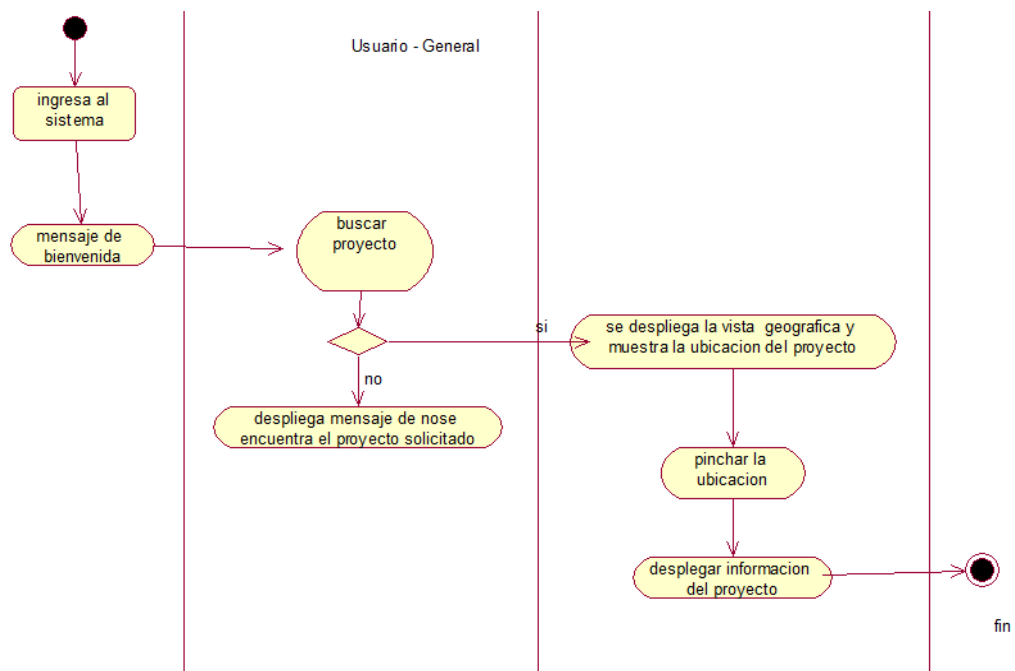 Usuario - General
ingresa al
sistema
mensaje de
bienvenida
buscar
proyecto
si
no
despliega mensaje de nose
encuentra el proyecto solicitado
se despliega la vista geografica y
muestra la ubicacion del proyecto
pinchar la
ubicacion
desplegar informacion
del proyecto
fin